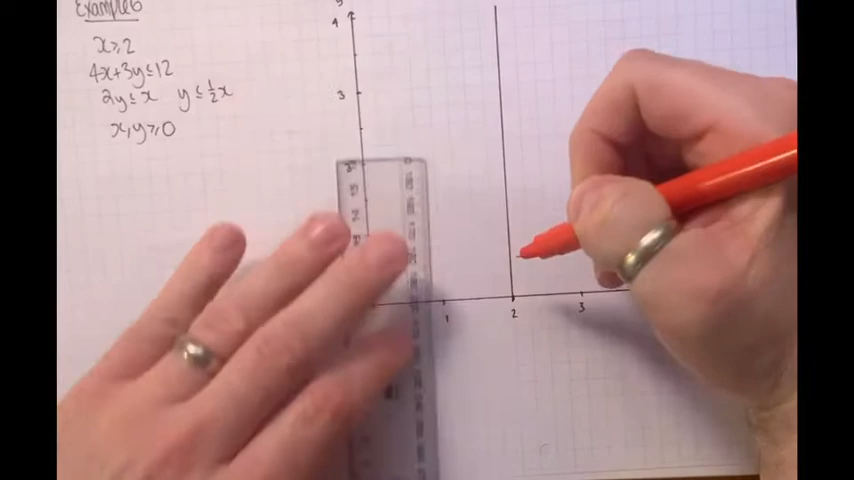 Example 6
x ≥ 2
4x+3y ≤ 12
2y ≤ x   y ≤ ½x
x,y ≥ 0
4
3
1
2
3